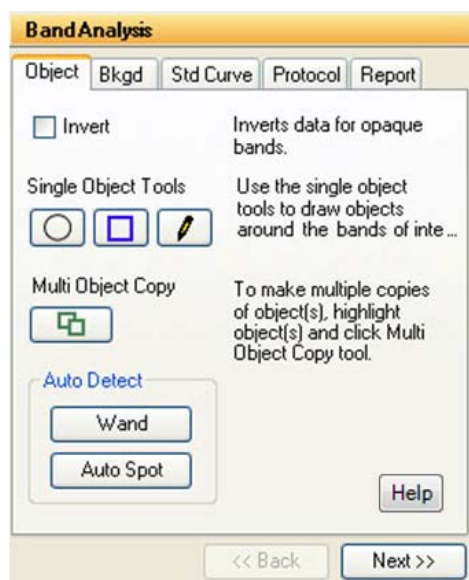 Band Analysis
Object Bkgd Std Curve Protocol Report
Invert
Inverts data for opaque
bands.
Single Object Tools
Use the single object
tools to draw objects
around the bands of inte ...
Multi Object Copy
To make multiple copies
of object(s), highlight
object(s) and click Multi
Object Copy tool.
Auto Detect
Wand
Auto Spot
Help
<< Back Next >>